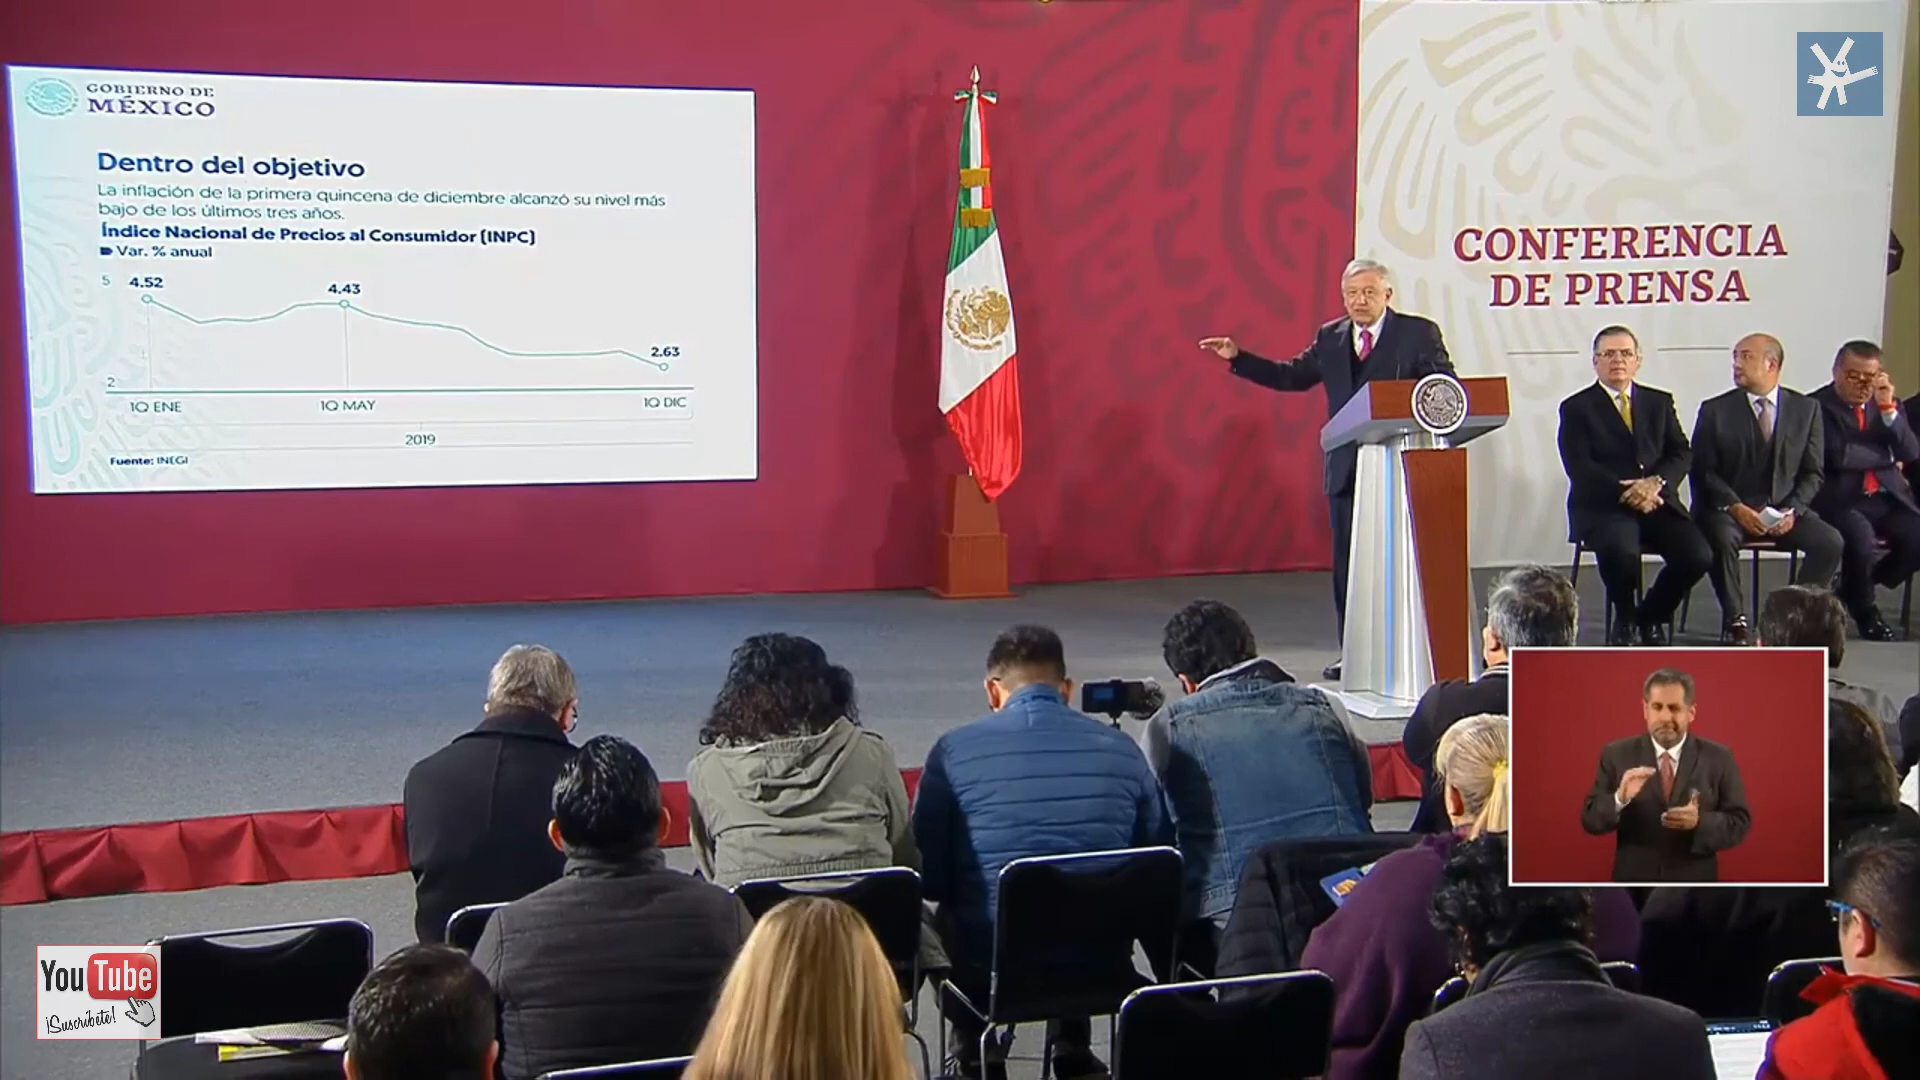 GOBIERNO DE
MÉXICO
Dentro del objetivo
La inflación de la primera quincena de diciembre alcanzó su nivel más
bajo de los últimos tres años.
Índice Nacional de Precios al Consumidor (INPC)
Var. % anual
5
4.52
4.43
2.63
2
1Q ENE
1Q MAY
1Q DIC
2019
Fuente: INEGI
CONFERENCIA
DE PRENSA
YouTube
¡Suscríbete!